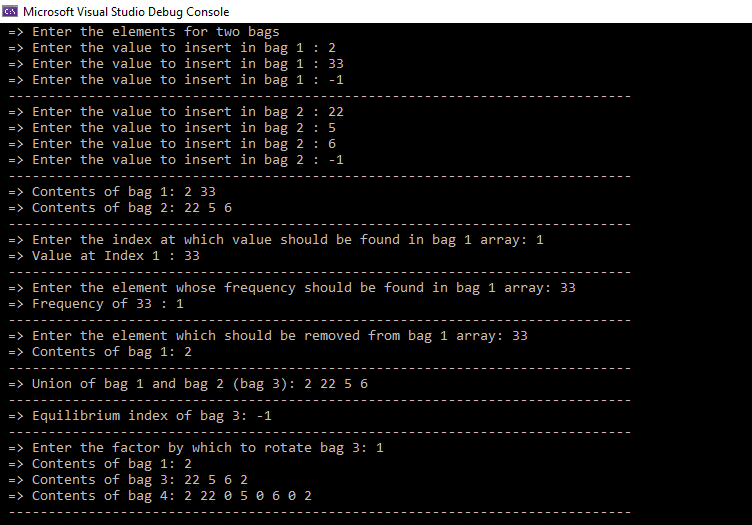 Microsoft Visual Studio Debug Console
=> Enter the elements for two bags
=> Enter the value to insert in bag 1 : 2
=> Enter the value to insert in bag 1 : 33
=> Enter the value to insert in bag 1 : -1
-------------------------------------------------------------------------------
=> Enter the value to insert in bag 2 : 22
=> Enter the value to insert in bag 2 : 5
=> Enter the value to insert in bag 2 : 6
=> Enter the value to insert in bag 2 : -1
-------------------------------------------------------------------------------
=> Contents of bag 1: 2 33
=> Contents of bag 2: 22 5 6
-------------------------------------------------------------------------------
=> Enter the index at which value should be found in bag 1 array: 1
=> Value at Index 1 : 33
-------------------------------------------------------------------------------
=> Enter the element whose frequency should be found in bag 1 array: 33
=> Frequency of 33 : 1
-------------------------------------------------------------------------------
=> Enter the element which should be removed from bag 1 array: 33
=> Contents of bag 1: 2
-------------------------------------------------------------------------------
=> Union of bag 1 and bag 2 (bag 3): 2 22 5 6
-------------------------------------------------------------------------------
=> Equilibrium index of bag 3: -1
-------------------------------------------------------------------------------
=> Enter the factor by which to rotate bag 3: 1
=> Contents of bag 1: 2
=> Contents of bag 3: 22 5 6 2
=> Contents of bag 4: 2 22 0 5 0 6 0 2
-------------------------------------------------------------------------------